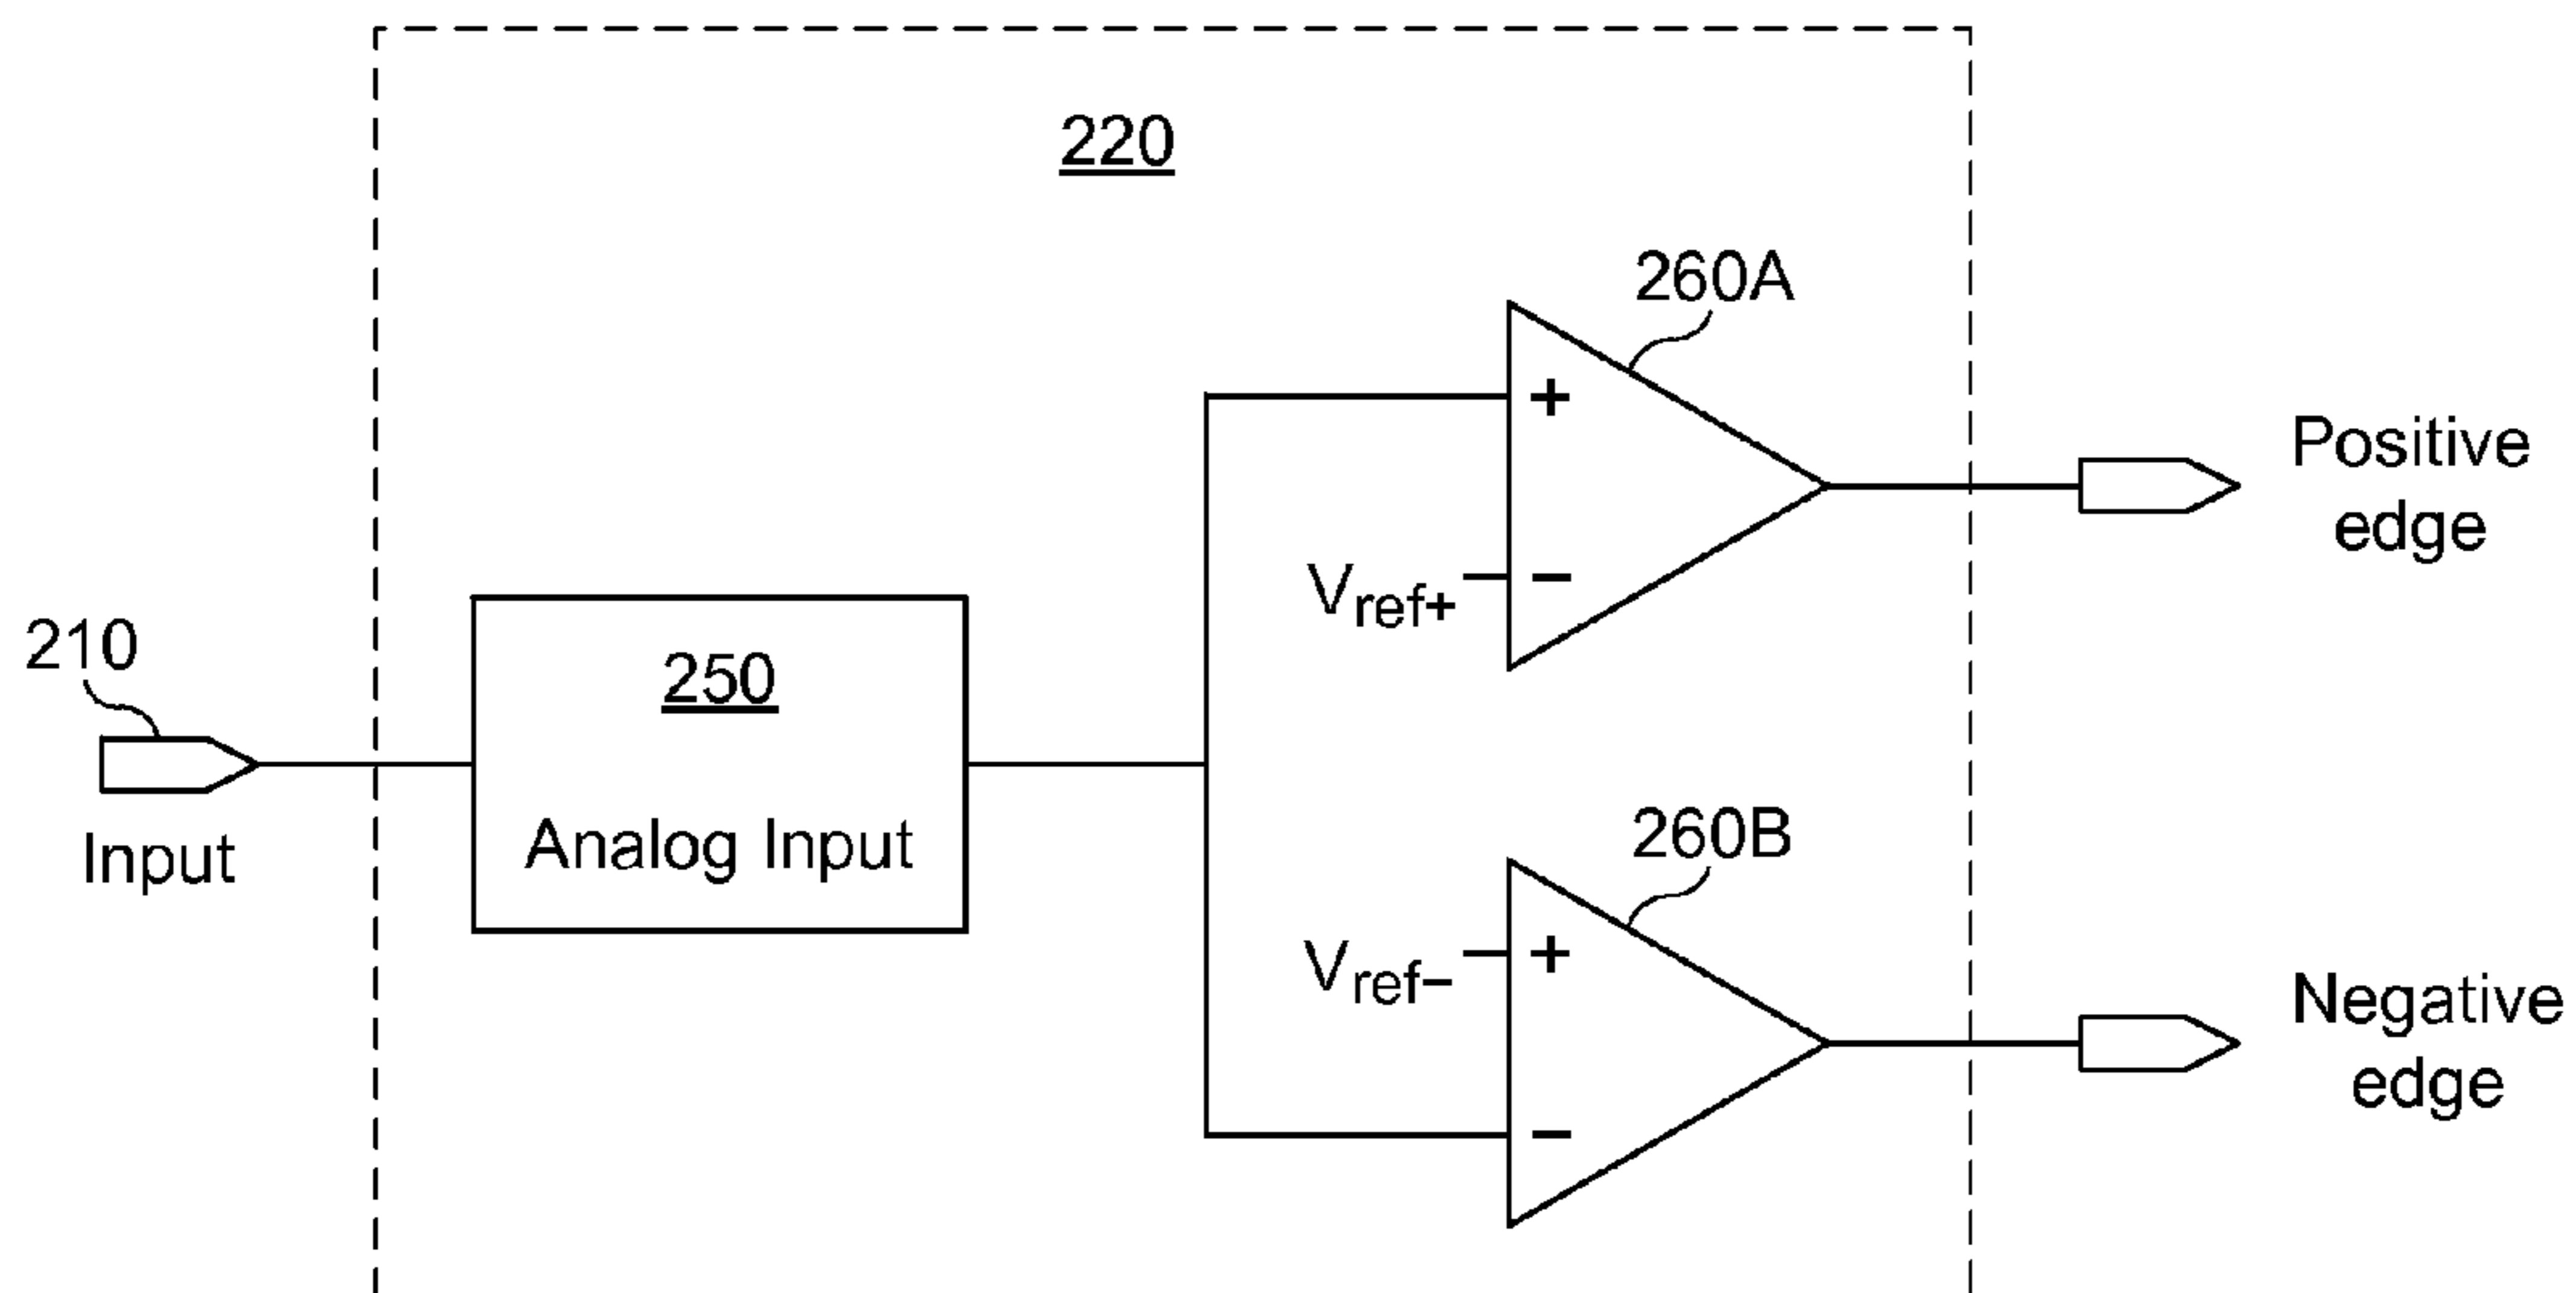 220
260A
+
Positive
edge
Vref+
−
210
250
Input
Analog Input
260B
Vref−
+
Negative
edge
−